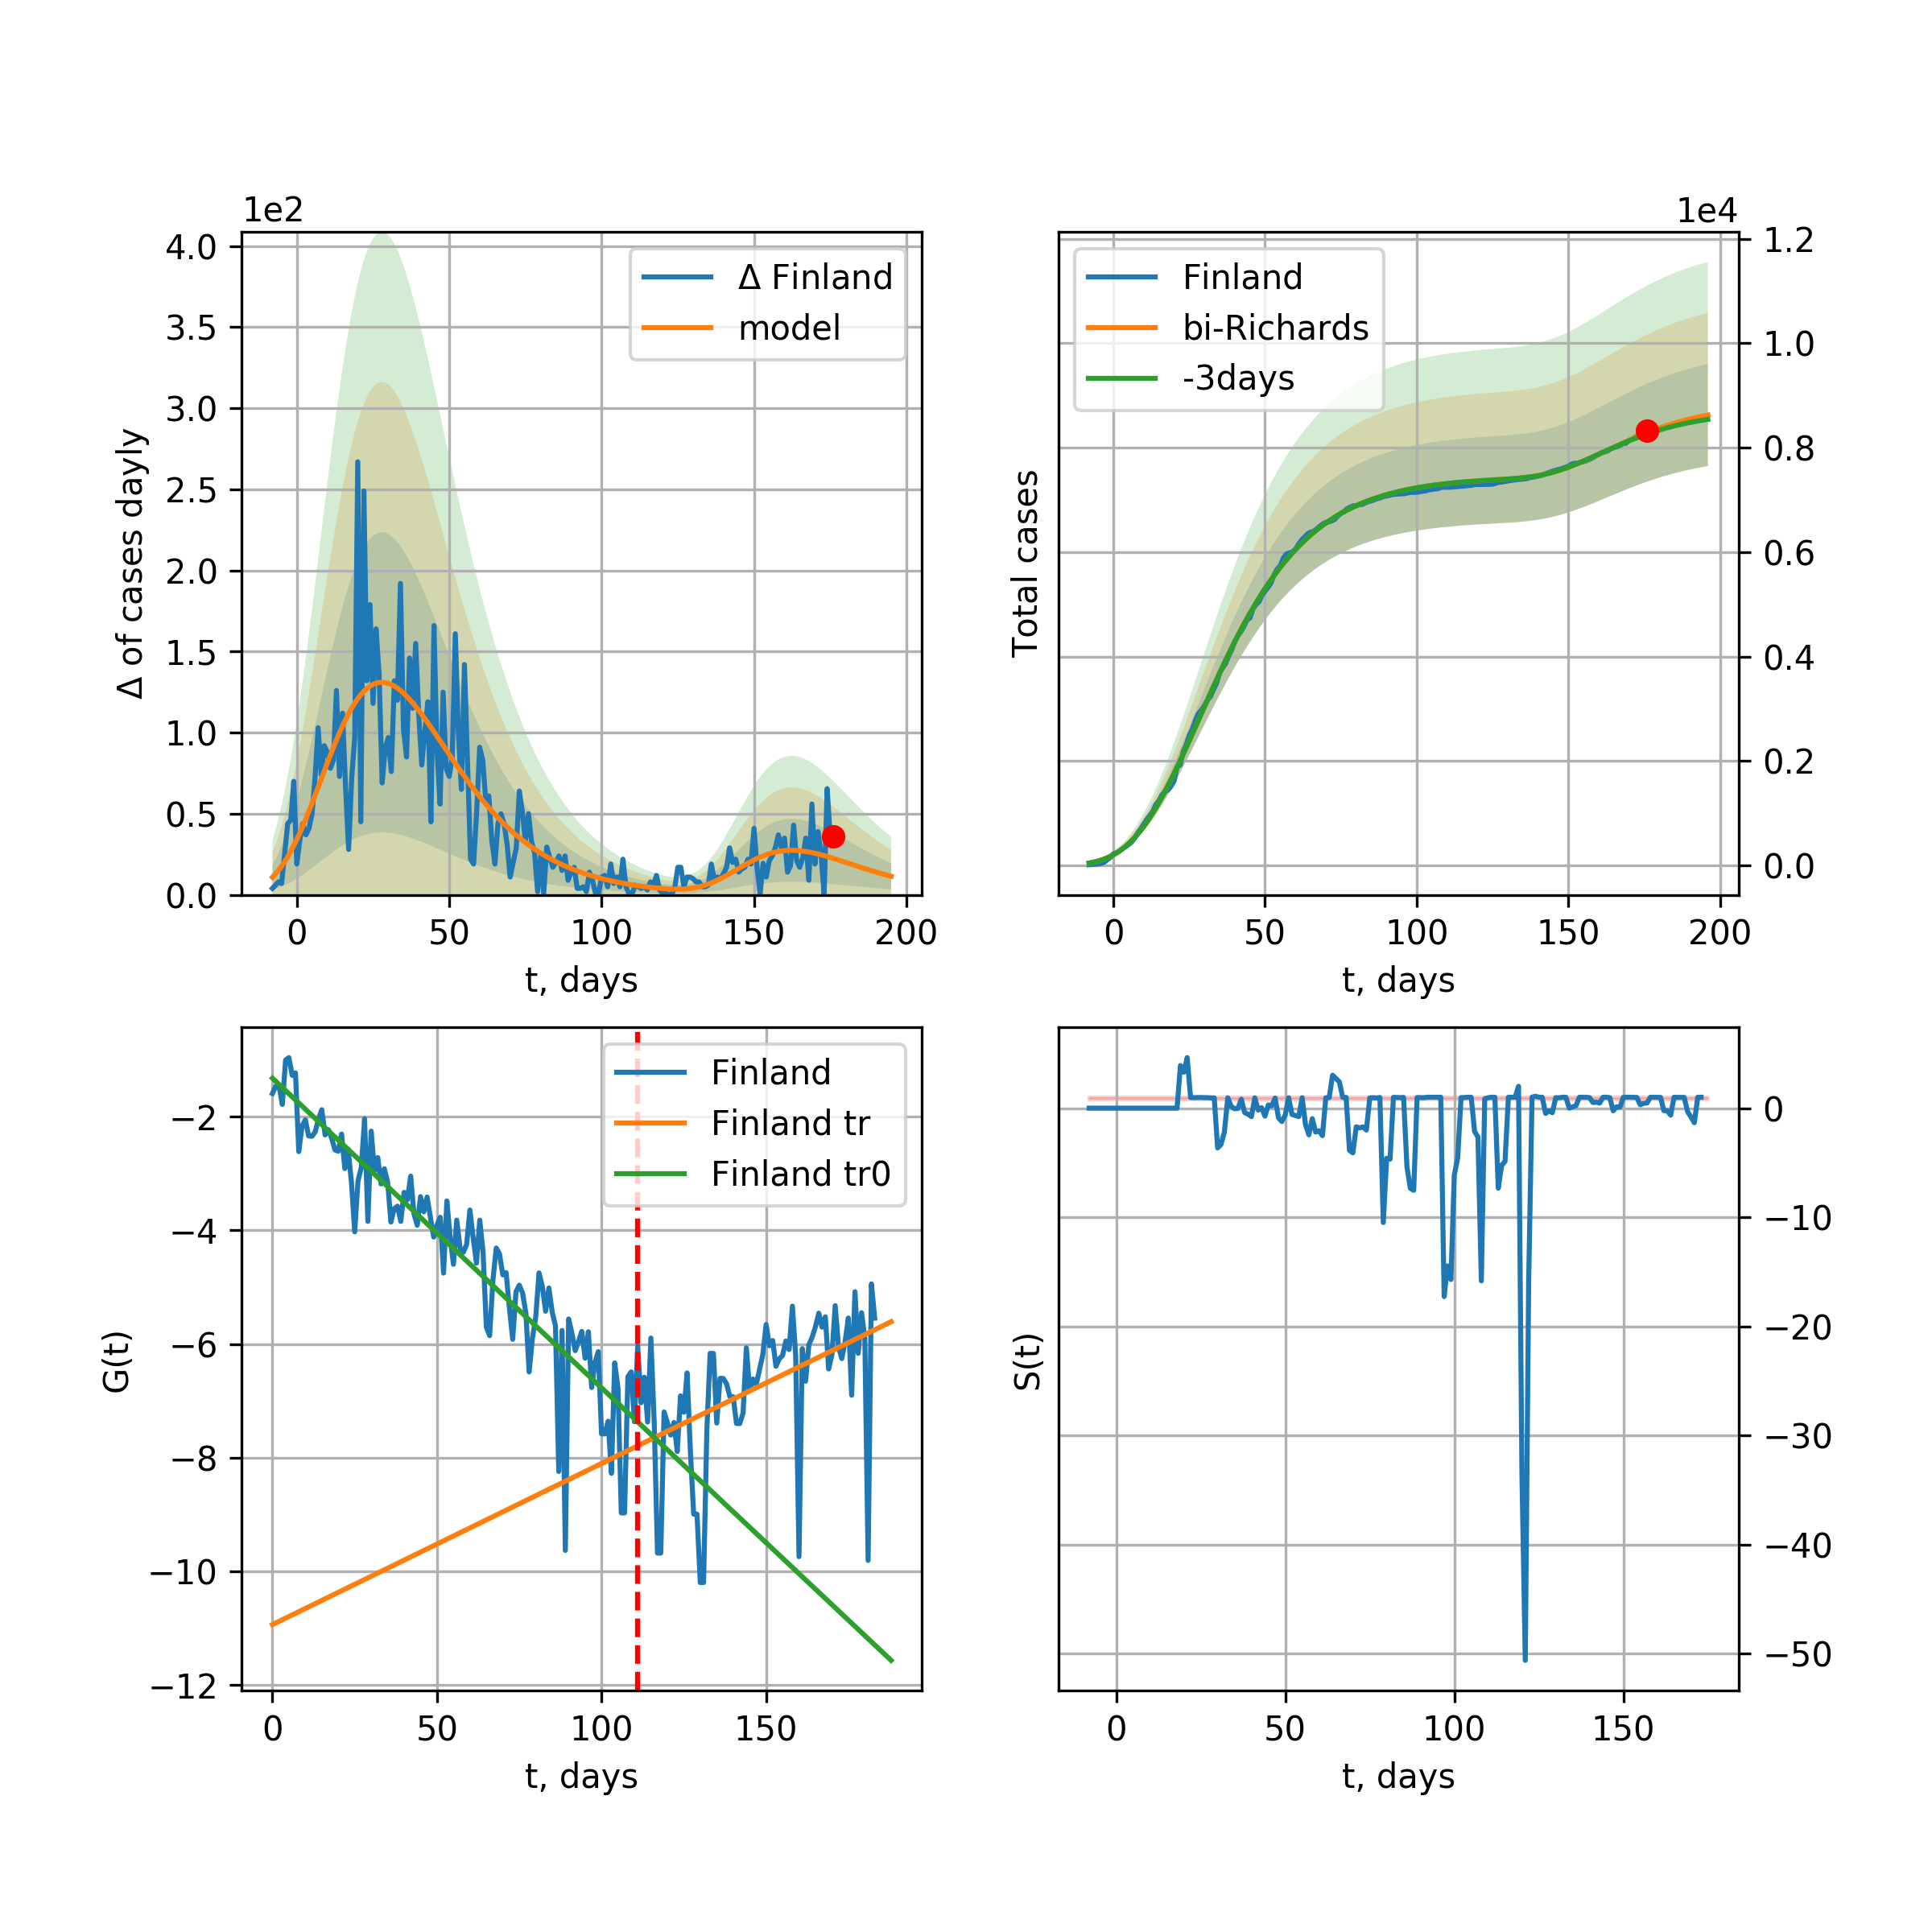 1e2
4.0
3.5
3.0
2.5
2.0
1.5
1.0
0.5
0.0
Δ of cases dayly
Δ Finland
model
0 50 100 150 200
t, days
1e4
1.2
1.0
0.8
0.6
0.4
0.2
0.0
Total cases
Finland
bi-Richards
-3days
0 50 100 150 200
t, days
−2
−4
−6
−8
−10
−12
G(t)
Finland
Finland tr
Finland tr0
0 50 100 150
t, days
0
−10
−20
−30
−40
−50
S(t)
0 50 100 150
t, days